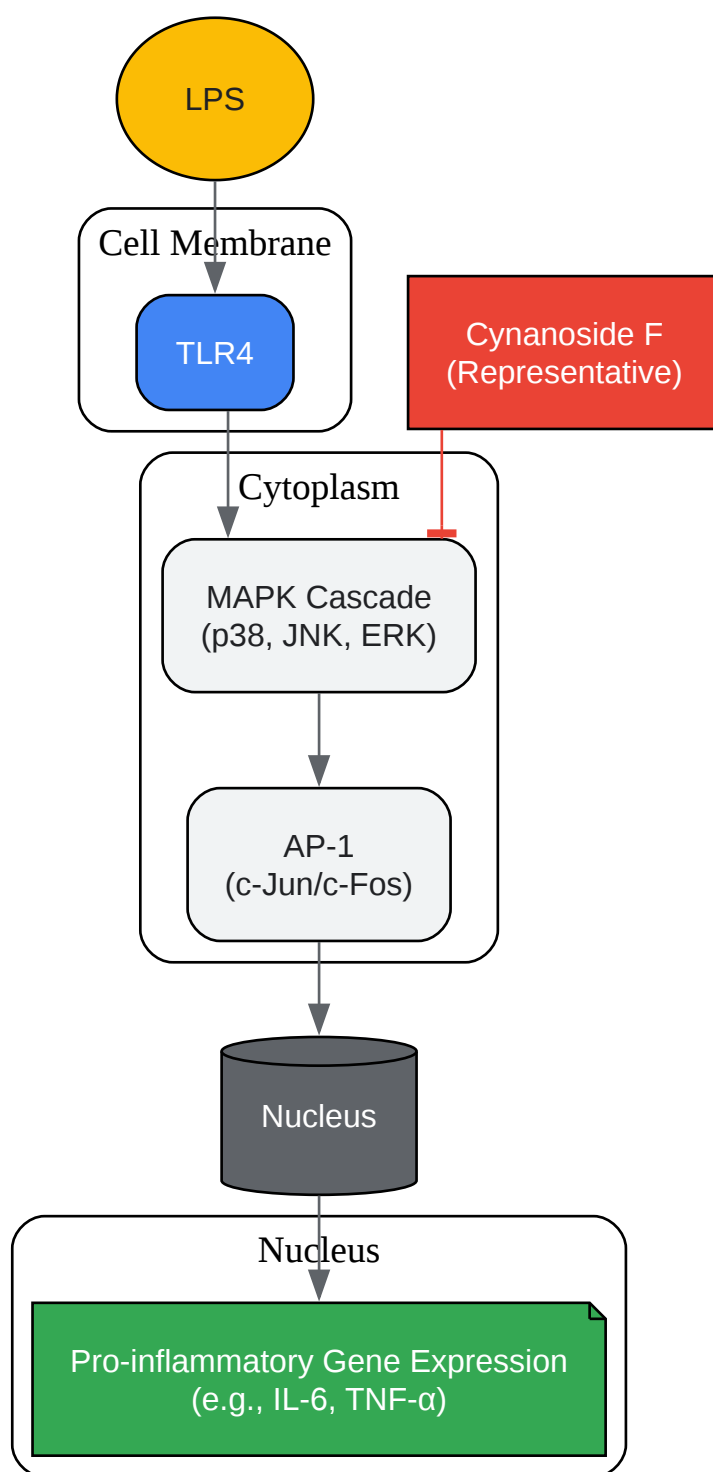 LPS
Cell Membrane
TLR4
Cynanoside F
(Representative)
Cytoplasm
MAPK Cascade
(p38, JNK, ERK)
AP-1
(c-Jun/c-Fos)
Nucleus
Nucleus
Pro-inflammatory Gene Expression
(e.g., IL-6, TNF-α)